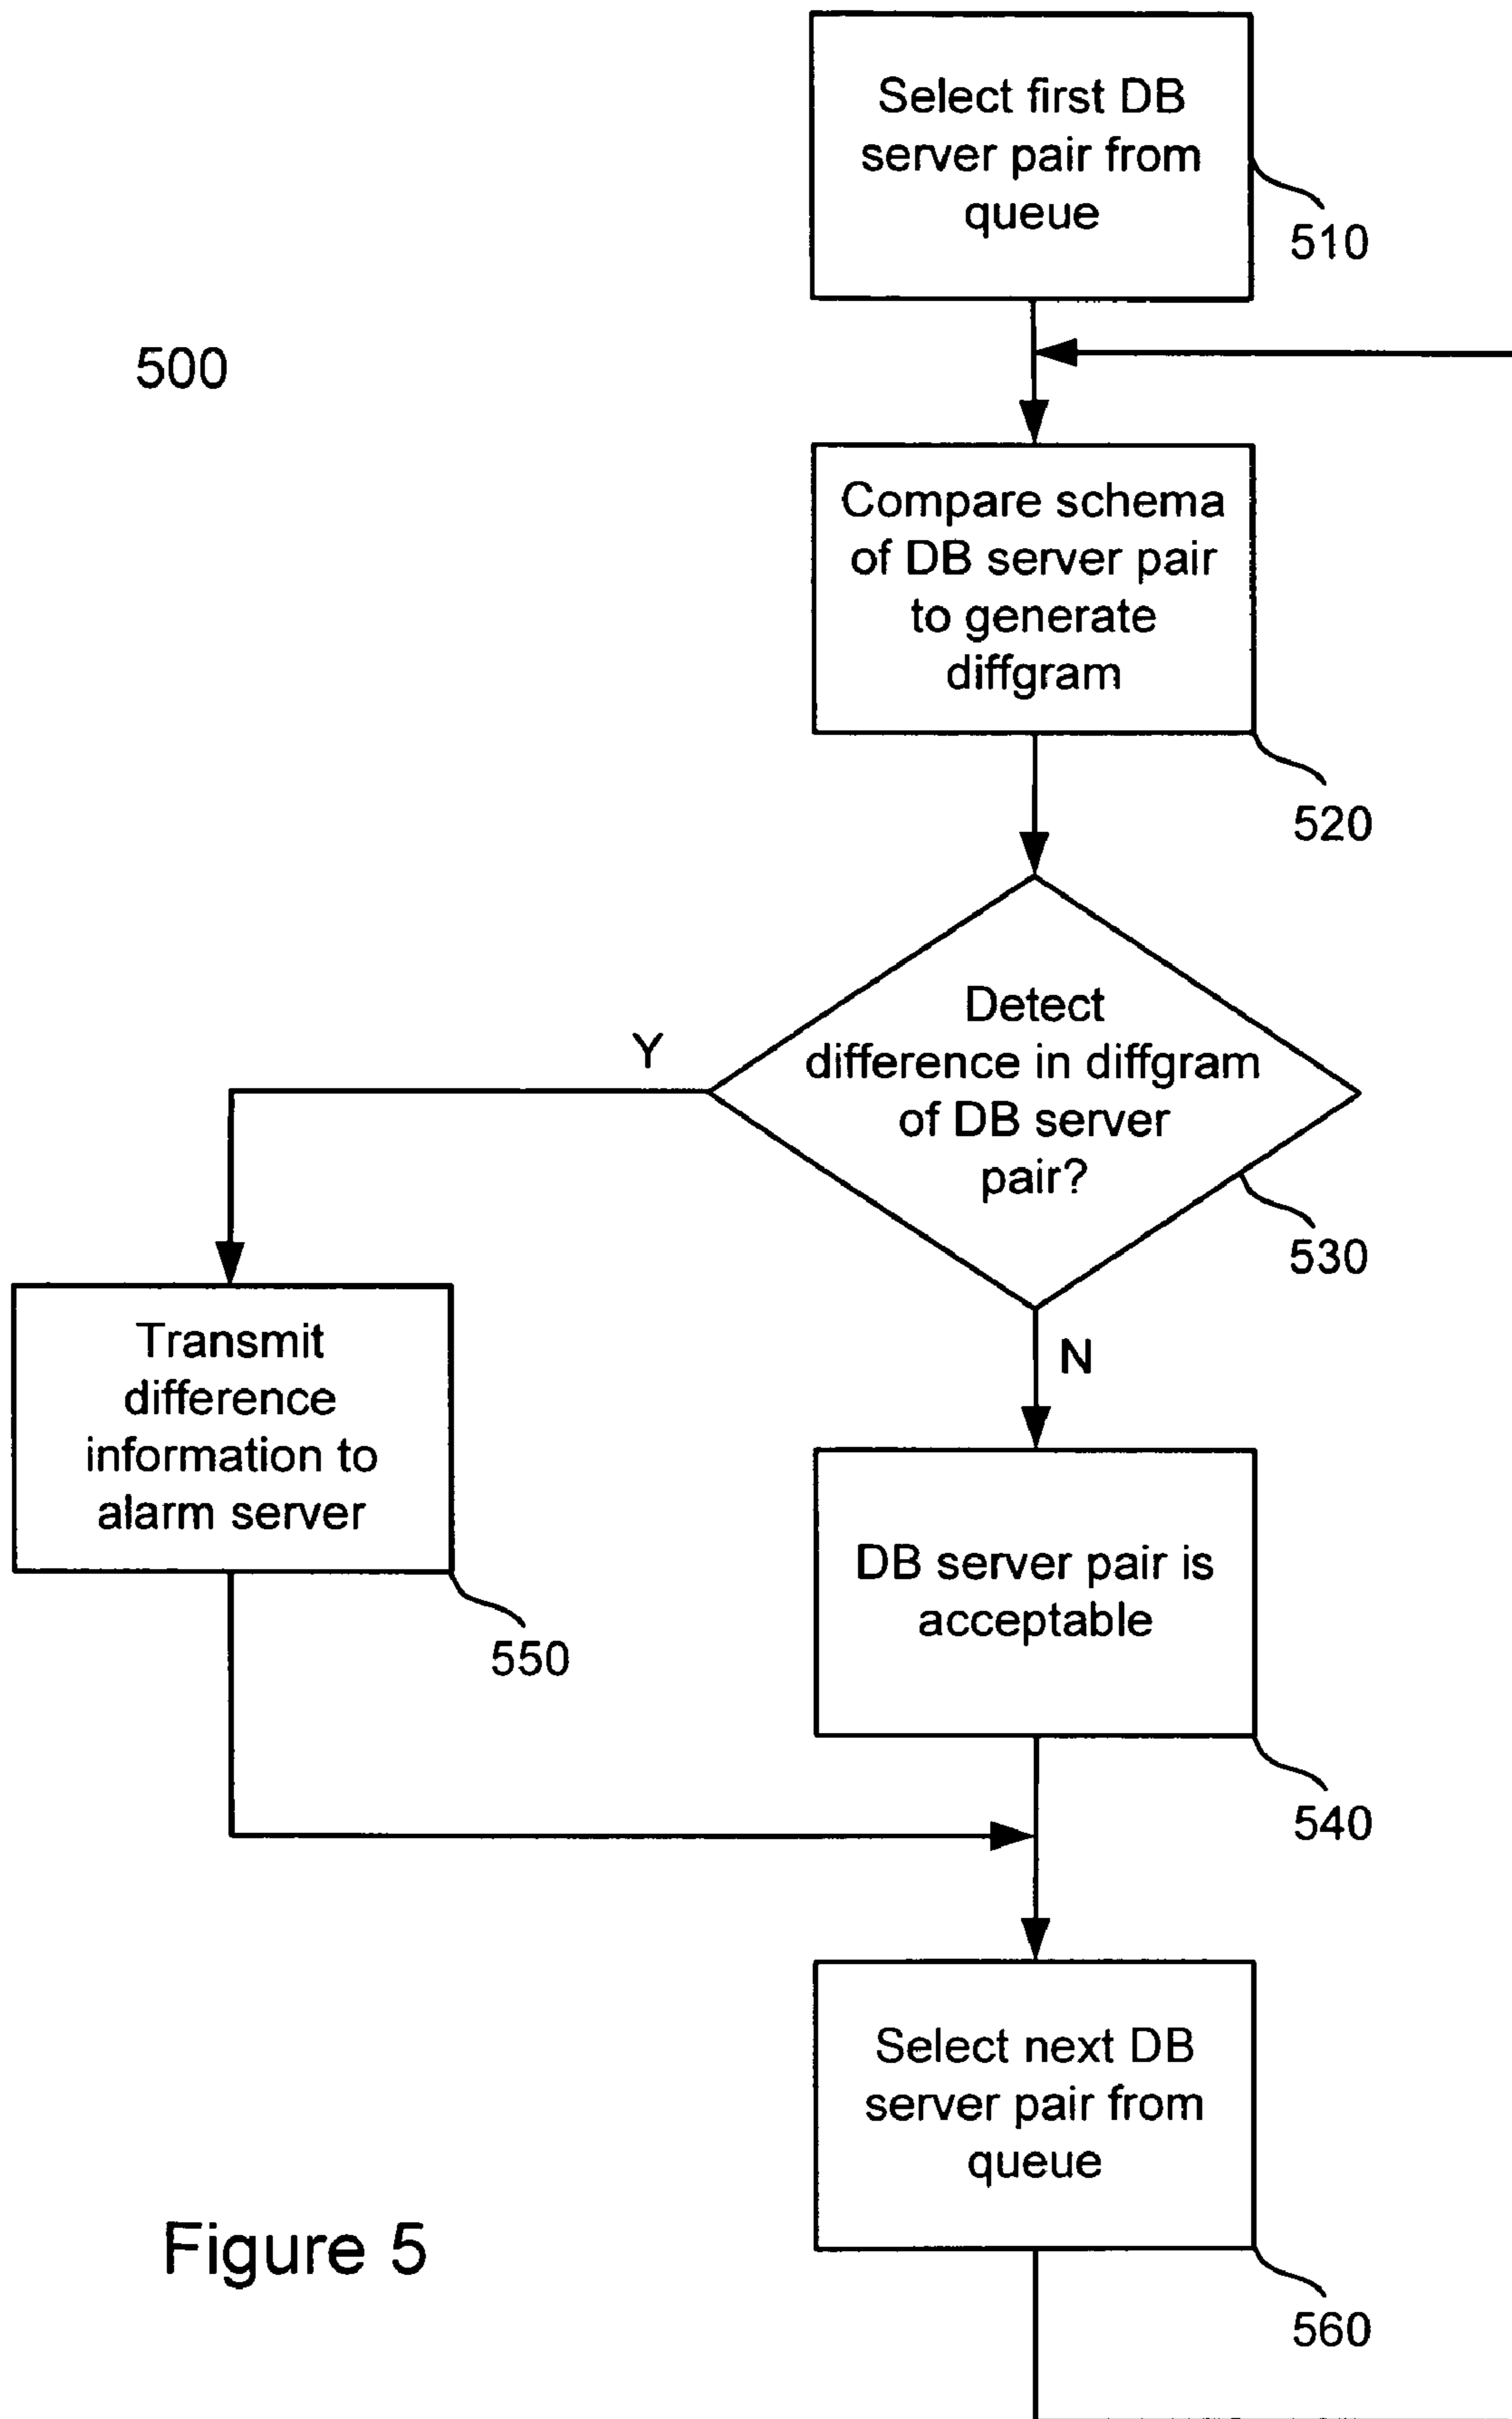 Select first DB
server pair from
queue
510
500
Compare schema
of DB server pair
to generate
diffgram
520
Detect
difference in diffgram
of DB server
pair?
Y
530
N
Transmit
difference
information to
alarm server
550
DB server pair is
acceptable
540
Select next DB
server pair from
queue
560
Figure 5